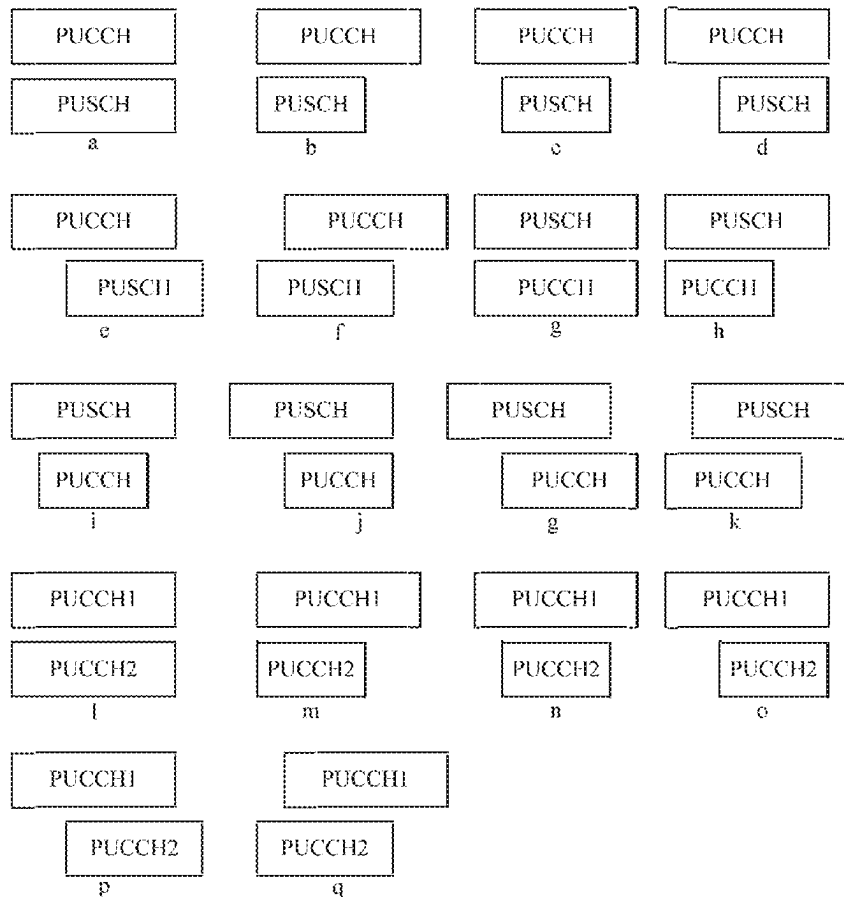 PUCCH PUCCH PUCCH PUCCH
PUSCH PUSCH PUSCH PUSCH
a b c d
PUCCH PUCCH PUSCH PUSCH
PUSCH PUSCH PUCCH PUCCH
e f g h
PUSCH PUSCH PUSCH PUSCH
PUCCH PUCCH PUCCH PUCCH
i j g k
PUCCH1 PUCCH1 PUCCH1 PUCCH1
PUCCH2 PUCCH2 PUCCH2 PUCCH2
l m n o
PUCCH1 PUCCH1
PUCCH2 PUCCH2
p q